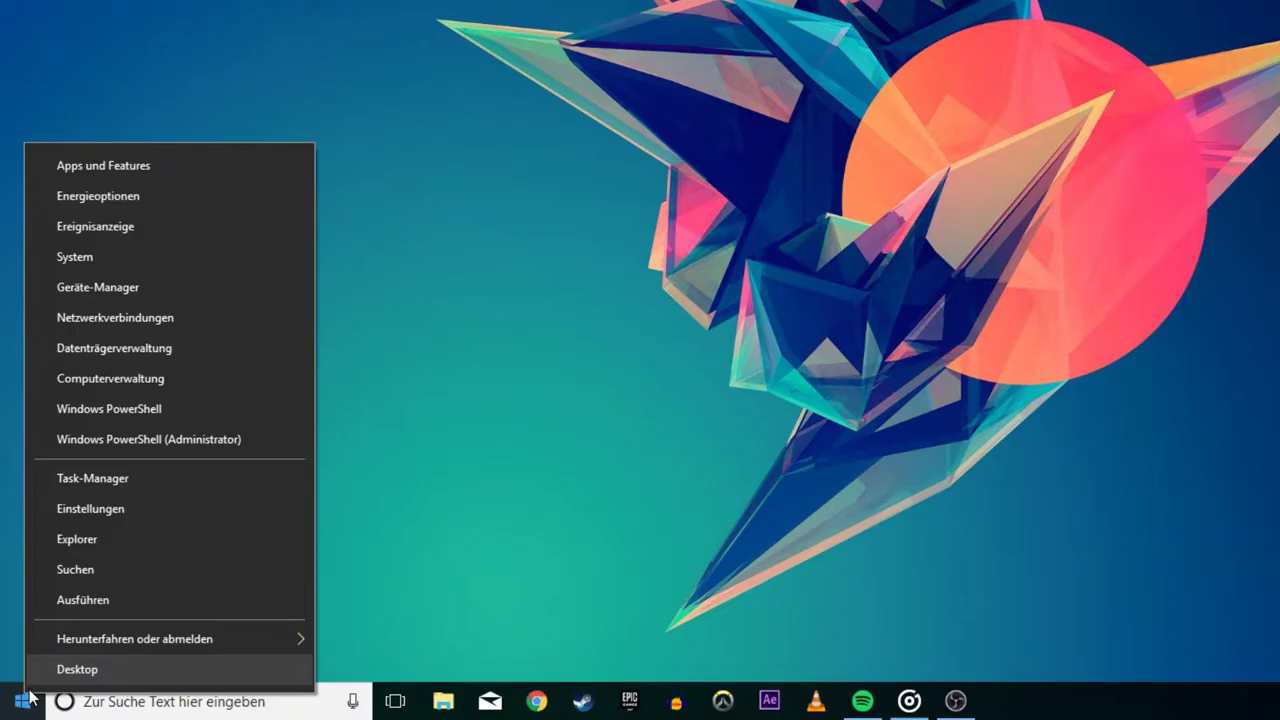 Apps und Features
Energieoptionen
Ereignisanzeige
System
Geräte-Manager
Netzwerkverbindungen
Datenträgerverwaltung
Computerverwaltung
Windows PowerShell
Windows PowerShell (Administrator)
Task-Manager
Einstellungen
Explorer
Suchen
Ausführen
Herunterfahren oder abmelden
Desktop
Zur Suche Text hier eingeben
EPIC
GAMES
Ae